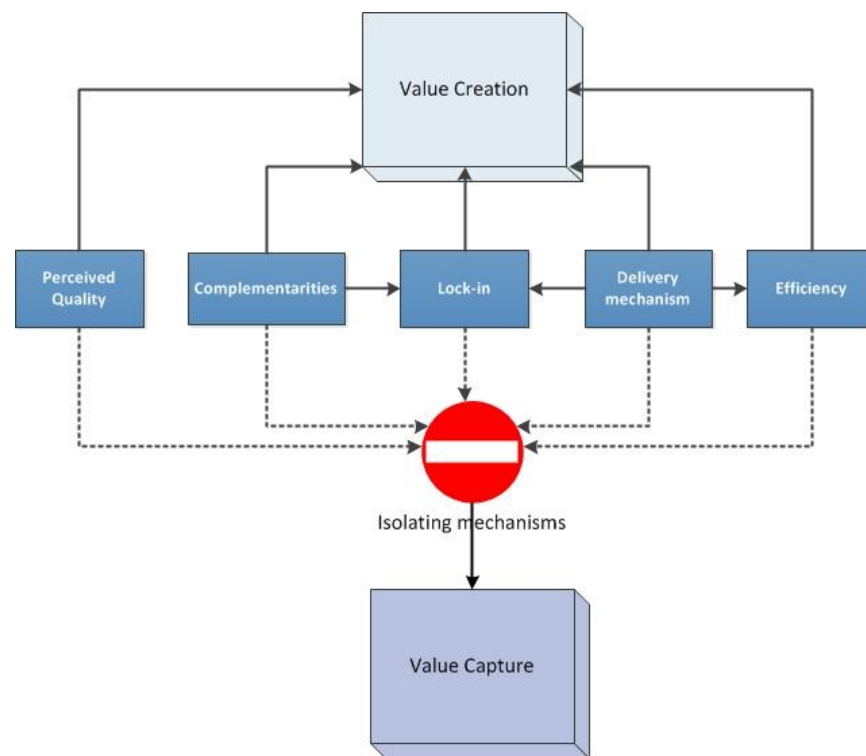 Value Creation
Perceived
Quality
Complementarities
Lock-in
Delivery
mechanism
Efficiency
Isolating mechanisms
Value Capture